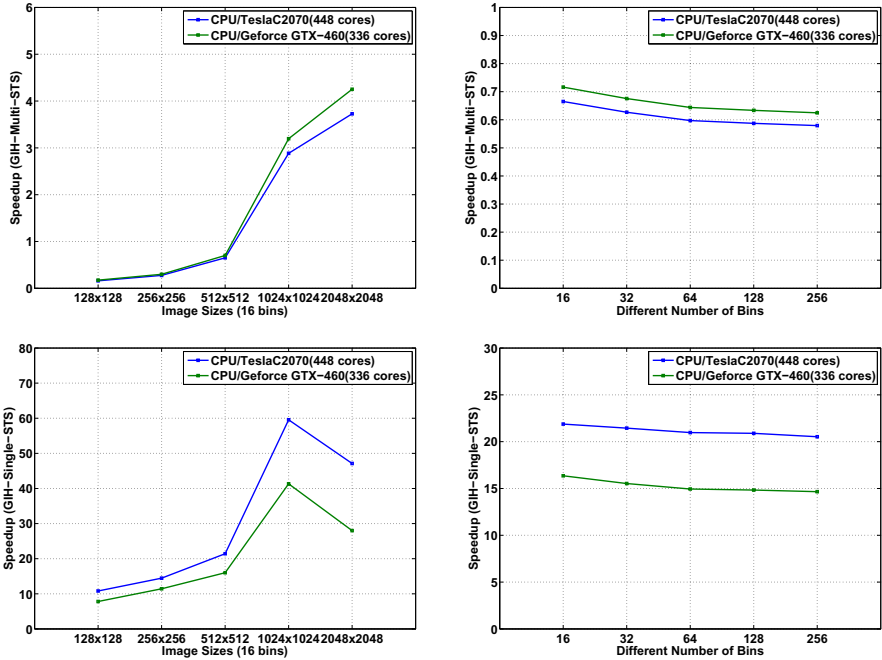 6
5
4
3
2
1
0
Speedup (GIH−Multi−STS)
CPU/TeslaC2070(448 cores)
CPU/Geforce GTX−460(336 cores)
128x128 256x256 512x512 1024x1024 2048x2048
Image Sizes (16 bins)
1
0.9
0.8
0.7
0.6
0.5
0.4
0.3
0.2
0.1
0
Speedup (GIH−Multi−STS)
CPU/TeslaC2070(448 cores)
CPU/Geforce GTX−460(336 cores)
16 32 64 128 256
Different Number of Bins
80
70
60
50
40
30
20
10
0
Speedup (GIH−Single−STS)
CPU/TeslaC2070(448 cores)
CPU/Geforce GTX−460(336 cores)
128x128 256x256 512x512 1024x1024 2048x2048
Image Sizes (16 bins)
30
25
20
15
10
5
0
Speedup (GIH−Single−STS)
CPU/TeslaC2070(448 cores)
CPU/Geforce GTX−460(336 cores)
16 32 64 128 256
Different Number of Bins